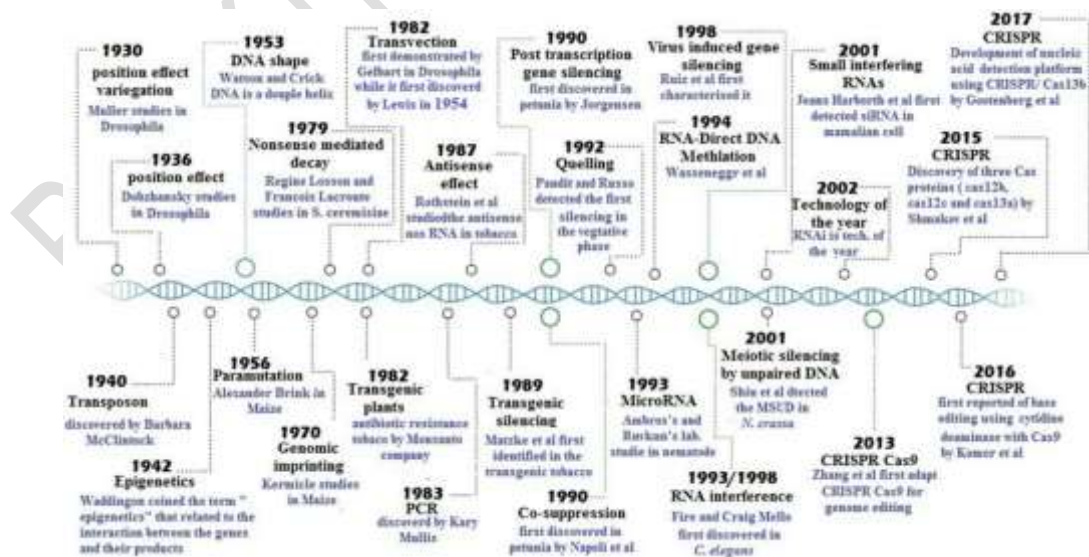 1930
position effect
variegation
Muller studies in
Drosophila
1936
position effect
Dobzhansky studies
in Drosophila
1953
DNA shape
Watson and Crick
DNA is a douple helix
1979
Nonsense mediated
decay
Regine Losson and
Francois Lacroute
studies in S. ceremisiae
1982
Transvection
first demonstrated by
Gelbart in Drosophila
while it first discovered
by Lewis in 1954
1987
Antisense
effect
Rothstein et al
studiedthe antisense
nos RNA in tobacco
1990
Post transcription
gene silencing
first discovered in
petunia by Jorgensen
1992
Quelling
Pandit and Russo
detected the first
silencing in
the vegtative
phase
1998
Virus induced gene
silencing
Ruiz et al first
characterised it
1994
RNA-Direct DNA
Methlation
Wassenegger et al
2001
Small interfering
RNAs
Jenns Harborth et al first
detected siRNA in
mamalian cell
2002
Technology of
the year
RNAi is tech. of
the year
2017
CRISPR
Development of nucleic
acid detection platform
using CRISPR/ Cas13b
by Gootenberg et al
2015
CRISPR
Discovery of three Cas
proteins ( cas12b,
cas12c and cas13a) by
Shmakov et al
1940
Transposon
discovered by Barbara
McClintock
1942
Epigenetics
Waddington coined the term "
epigenetics" that related to the
interaction between the genes
and their products
1956
Paramutation
Alexander Brink in
Maize
1970
Genomic
imprinting
Kermicle studies
in Maize
1982
Transgenic
plants
antibiotic resistance
tobaco by Monsanto
company
1983
PCR
discoverd by Kary
Mullis
1989
Transgenic
silencing
Matzke et al first
identified in the
transgenic tobacco
1990
Co-suppression
first discovered in
petunia by Napoli et al
1993
MicroRNA
Ambros's and
Ruvkun's lab.
studie in nematode
1993/1998
RNA interference
Fire and Craig Mello
first discovered in
C. elegans
2001
Meiotic silencing
by unpaired DNA
Shiu et al dtected
the MSUD in
N. crassa
2013
CRISPR Cas9
Zhang et al first adapt
CRISPR Cas9 for
genome editing
2016
CRISPR
first reported of base
editing using cytidine
deaminase with Cas9
by Komor et al